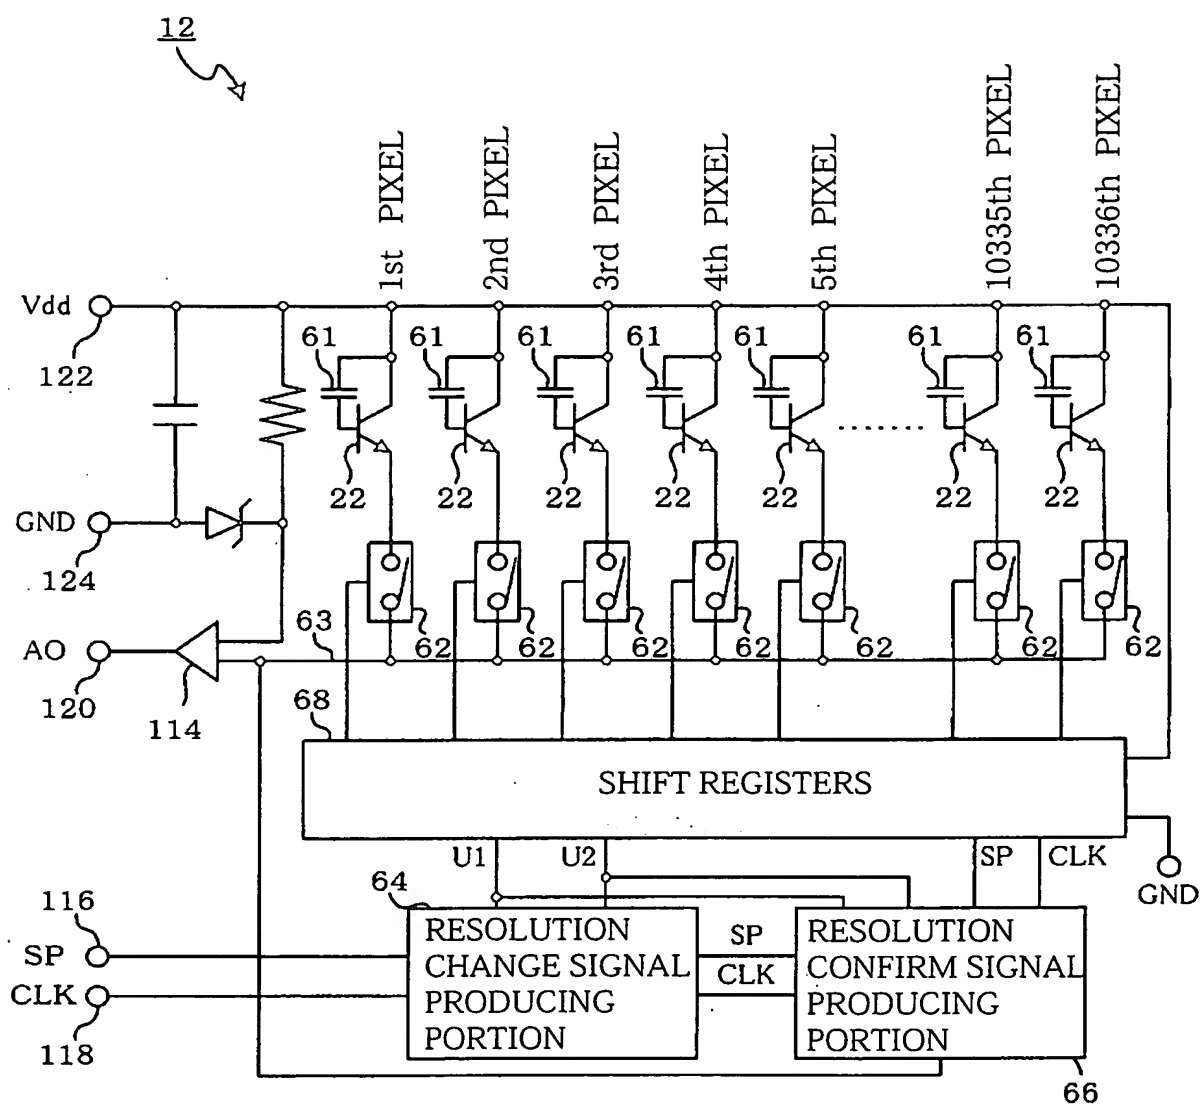 12
1st PIXEL
2nd PIXEL
3rd PIXEL
4th PIXEL
5th PIXEL
10335th PIXEL
10336th PIXEL
Vdd
122
61
61
61
61
61
61
61
22
22
22
22
22
22
22
GND
124
62
62
62
62
62
62
62
AO
120
114
63
68
SHIFT REGISTERS
U1
U2
SP
CLK
GND
64
116
SP
CLK
118
RESOLUTION
CHANGE SIGNAL
PRODUCING
PORTION
SP
CLK
RESOLUTION
CONFIRM SIGNAL
PRODUCING
PORTION
66